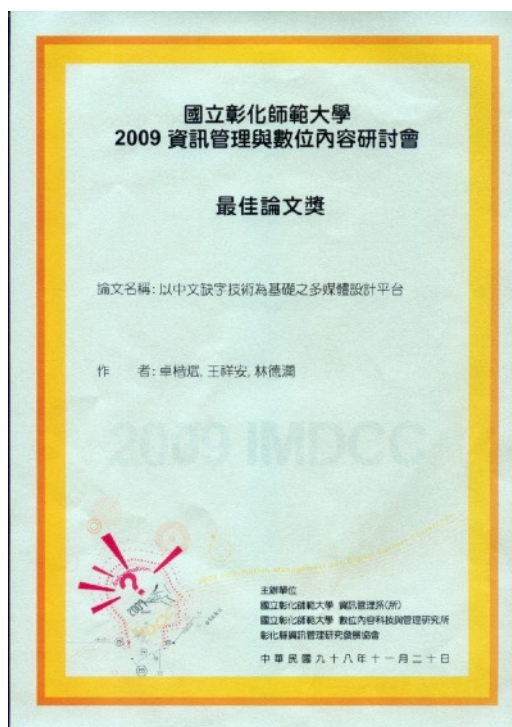 國立彰化師範大學
2009 資訊管理與數位內容研討會
最佳論文獎
論文名稱: 以中文缺字技術為基礎之多媒體設計平台
作 者: 卓楷斌, 王祥安, 林德潤
2009 IMDCC
主辦單位
國立彰化師範大學 資訊管理系(所)
國立彰化師範大學 數位內容科技與管理研究所
彰化縣資訊管理研究發展協會
中華民國九十八年十一月二十日